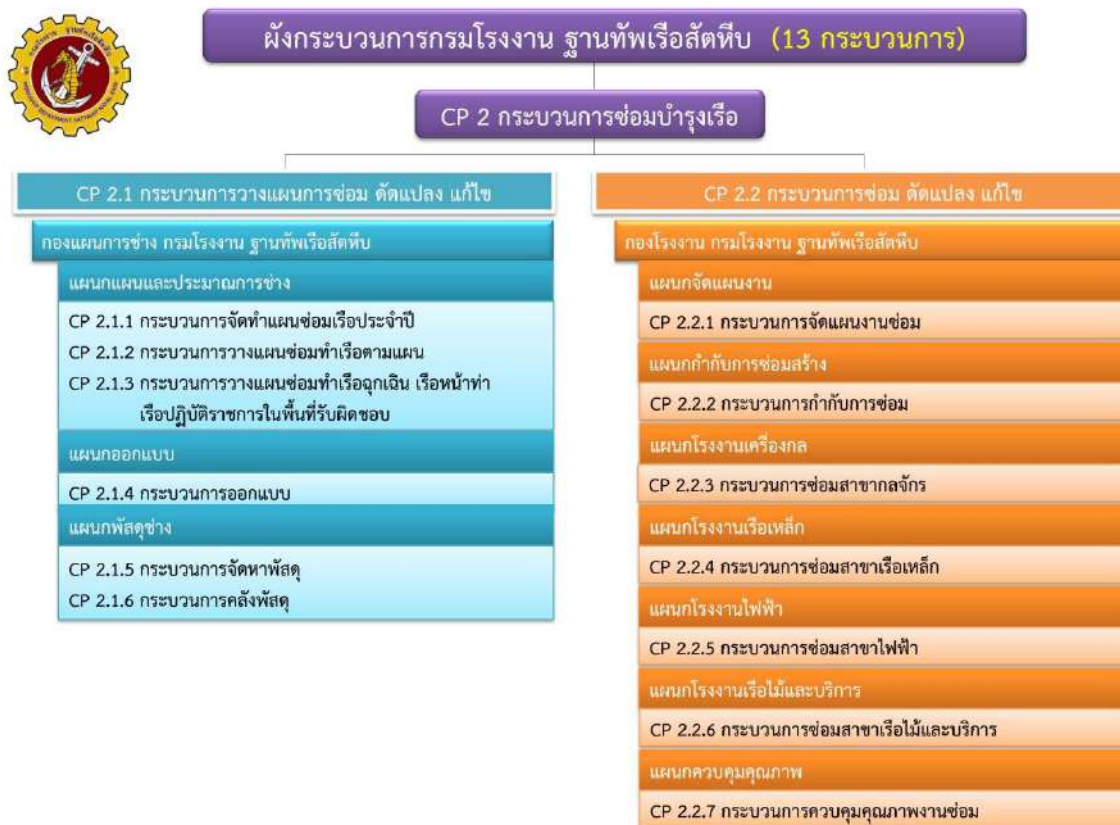 ผังกระบวนการกรมโรงงาน ฐานทัพเรือสัตหีบ (13 กระบวนการ)
CP 2 กระบวนการซ่อมบำรุงเรือ
CP 2.1 กระบวนการวางแผนการซ่อม ดัดแปลง แก้ไข
กองแผนการช่าง กรมโรงงาน ฐานทัพเรือสัตหีบ
แผนกแผนและประมาณการช่าง
CP 2.1.1 กระบวนการจัดทำแผนซ่อมเรือประจำปี
CP 2.1.2 กระบวนการวางแผนซ่อมทำเรือตามแผน
CP 2.1.3 กระบวนการวางแผนซ่อมทำเรือฉุกเฉิน เรือหน้าท่า
เรือปฏิบัติราชการในพื้นที่รับผิดชอบ
แผนกออกแบบ
CP 2.1.4 กระบวนการออกแบบ
แผนกพัสดุช่าง
CP 2.1.5 กระบวนการจัดหาพัสดุ
CP 2.1.6 กระบวนการคลังพัสดุ
CP 2.2 กระบวนการซ่อม ดัดแปลง แก้ไข
กองโรงงาน กรมโรงงาน ฐานทัพเรือสัตหีบ
แผนกจัดแผนงาน
CP 2.2.1 กระบวนการจัดแผนงานซ่อม
แผนกกำกับการซ่อมสร้าง
CP 2.2.2 กระบวนการกำกับการซ่อม
แผนกโรงงานเครื่องกล
CP 2.2.3 กระบวนการซ่อมสาขากลจักร
แผนกโรงงานเรือเหล็ก
CP 2.2.4 กระบวนการซ่อมสาขาเรือเหล็ก
แผนกโรงงานไฟฟ้า
CP 2.2.5 กระบวนการซ่อมสาขาไฟฟ้า
แผนกโรงงานเรือไม้และบริการ
CP 2.2.6 กระบวนการซ่อมสาขาเรือไม้และบริการ
แผนกควบคุมคุณภาพ
CP 2.2.7 กระบวนการควบคุมคุณภาพงานซ่อม